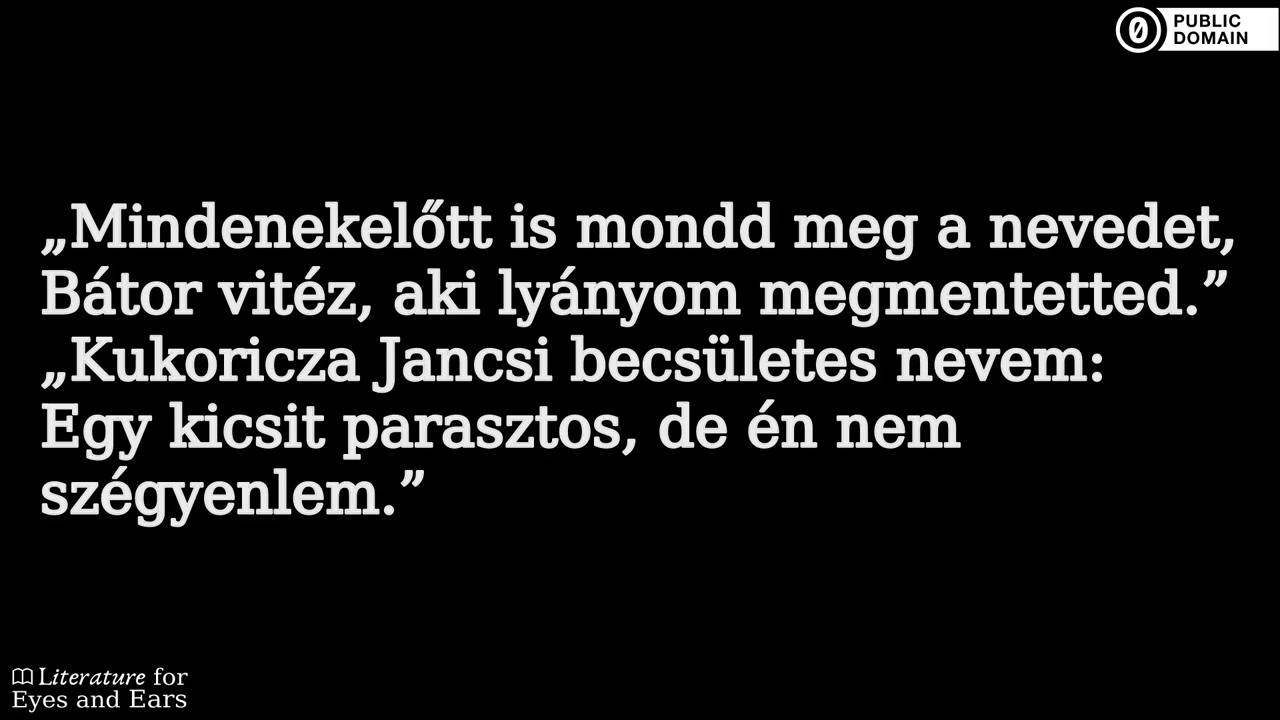 PUBLIC
DOMAIN
„Mindenekelőtt is mondd meg a nevedet,
Bátor vitéz, aki lyányom megmentetted.”
„Kukoricza Jancsi becsületes nevem:
Egy kicsit parasztos, de én nem
szégyenlem.”
Literature for
Eyes and Ears